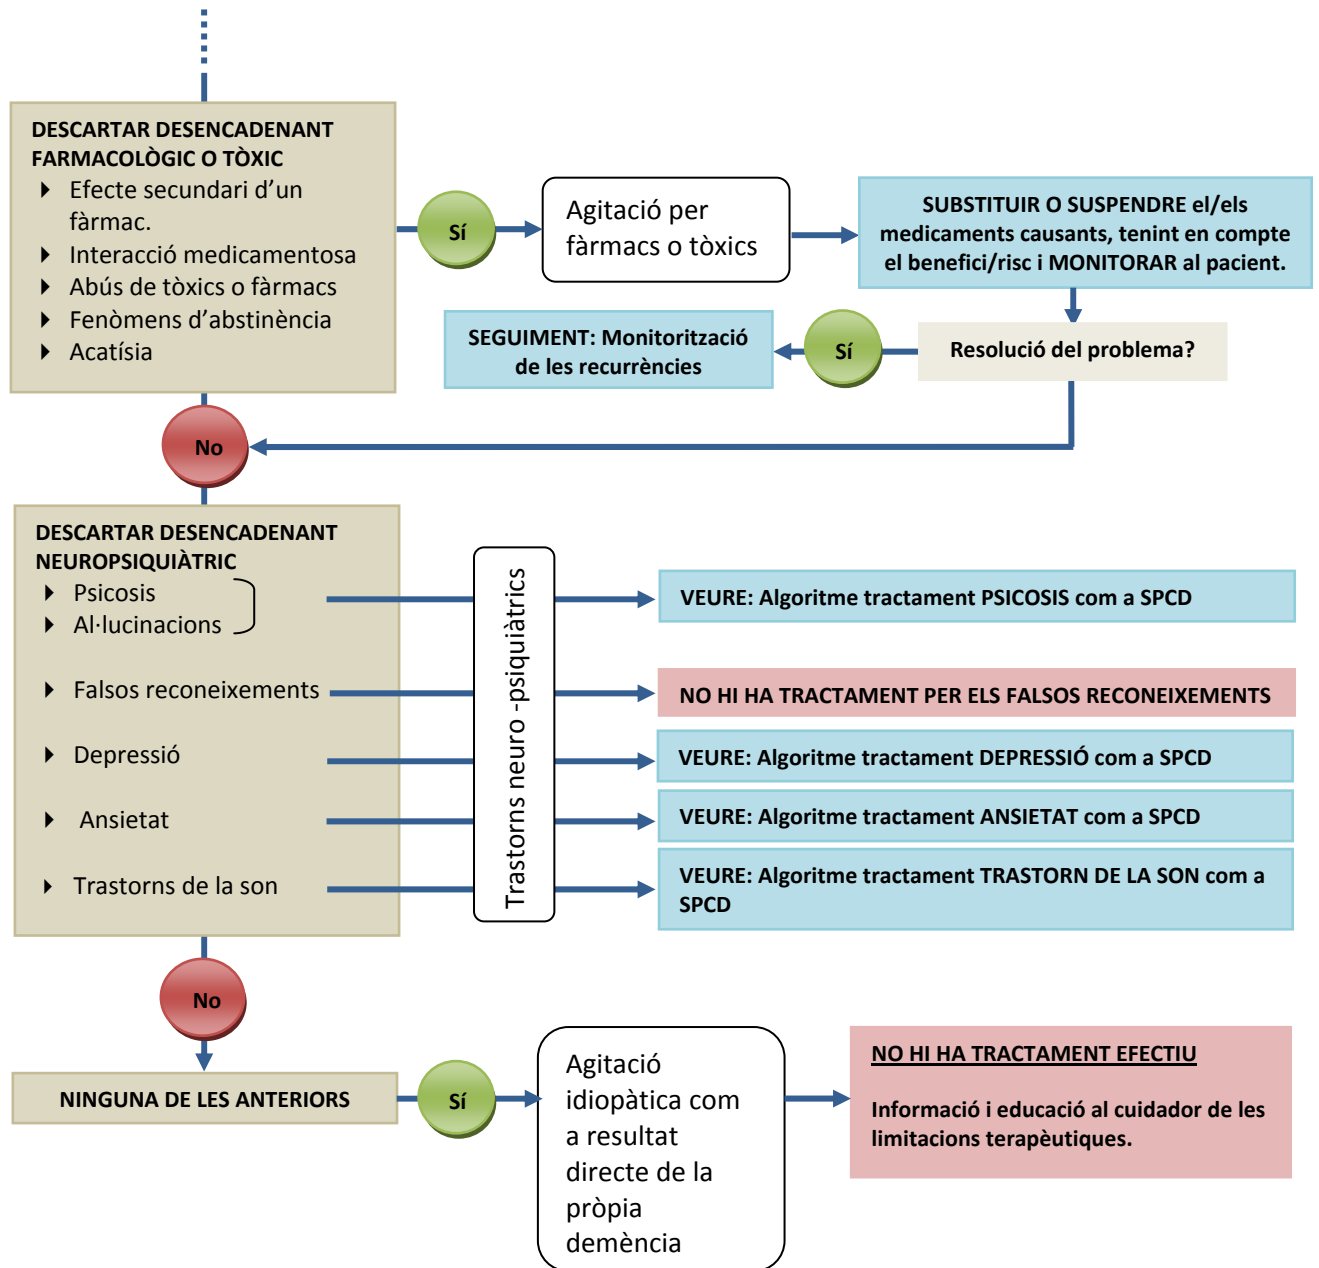 DESCARTAR DESENCADENANT
FARMACOLÒGIC O TÒXIC
Efecte secundari d’un
fàrmac.
Interacció medicamentosa
Abús de tòxics o fàrmacs
Fenòmens d’abstinència
Acatísia
Sí
Agitació per
fàrmacs o tòxics
SUBSTITUIR O SUSPENDRE el/els
medicaments causants, tenint en compte
el benefici/risc i MONITORAR al pacient.
Resolució del problema?
Sí
SEGUIMENT: Monitorització
de les recurrències
No
DESCARTAR DESENCADENANT
NEUROPSIQUIÀTRIC
Psicosis
Al·lucinacions
Falsos reconeixements
Depressió
Ansietat
Trastorns de la son
Trastorns neuro -psiquiàtrics
VEURE: Algoritme tractament PSICOSIS com a SPCD
NO HI HA TRACTAMENT PER ELS FALSOS RECONEIXEMENTS
VEURE: Algoritme tractament DEPRESSIÓ com a SPCD
VEURE: Algoritme tractament ANSIETAT com a SPCD
VEURE: Algoritme tractament TRASTORN DE LA SON com a
SPCD
No
NINGUNA DE LES ANTERIORS
Sí
Agitació
idiopàtica com
a resultat
directe de la
pròpia
demència
NO HI HA TRACTAMENT EFECTIU
Informació i educació al cuidador de les
limitacions terapèutiques.